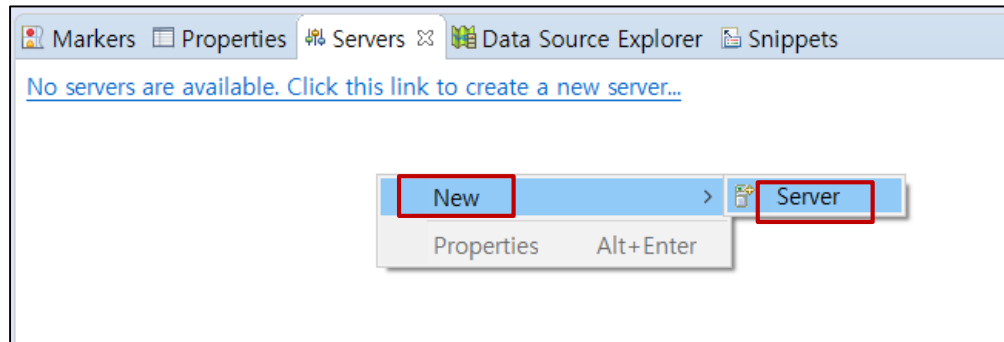 Markers Properties Servers Data Source Explorer Snippets
No servers are available. Click this link to create a new server...
New > Server
Properties Alt+Enter